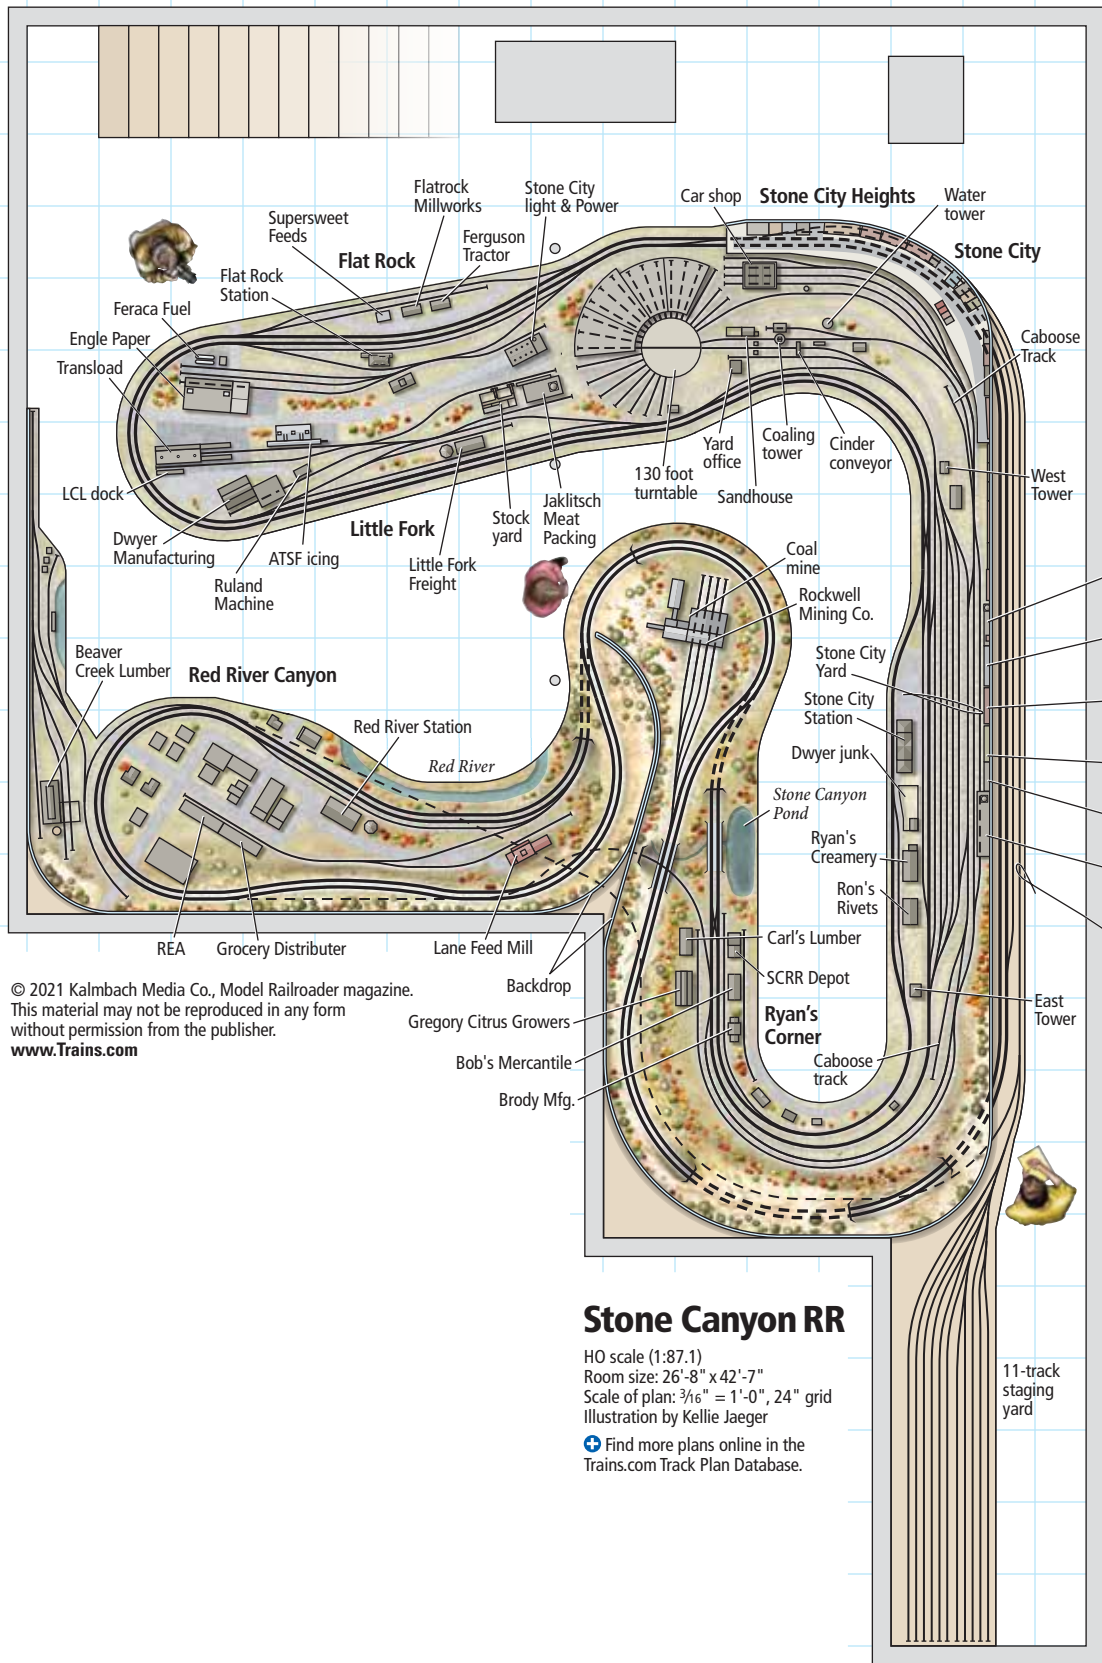 Flatrock
Millworks
Stone City
light & Power
Car shop
Stone City Heights
Water
tower
Supersweet
Feeds
Ferguson
Tractor
Flat Rock
Stone City
Flat Rock
Station
Feraca Fuel
Engle Paper
Transload
Caboose
Track
LCL dock
Dwyer
Manufacturing
Ruland
Machine
ATSF icing
Little Fork
Little Fork
Freight
Stock
yard
Jaklitsch
Meat
Packing
130 foot
turntable
Yard
office
Sandhouse
Coaling
tower
Cinder
conveyor
West
Tower
Coal
mine
Rockwell
Mining Co.
Beaver
Creek Lumber
Red River Canyon
Red River Station
Red River
Stone City
Yard
Stone City
Station
Dwyer junk
Stone Canyon
Pond
Ryan's
Creamery
Ron's
Rivets
REA
Grocery Distributer
Lane Feed Mill
Backdrop
Carl's Lumber
SCRR Depot
Gregory Citrus Growers
Ryan's
Corner
Bob's Mercantile
Brody Mfg.
Caboose
track
East
Tower
© 2021 Kalmbach Media Co., Model Railroader magazine.
This material may not be reproduced in any form
without permission from the publisher.
www.Trains.com
Stone Canyon RR
HO scale (1:87.1)
Room size: 26'-8" x 42'-7"
Scale of plan: 3/16" = 1'-0", 24" grid
Illustration by Kellie Jaeger
Find more plans online in the
Trains.com Track Plan Database.
11-track
staging
yard